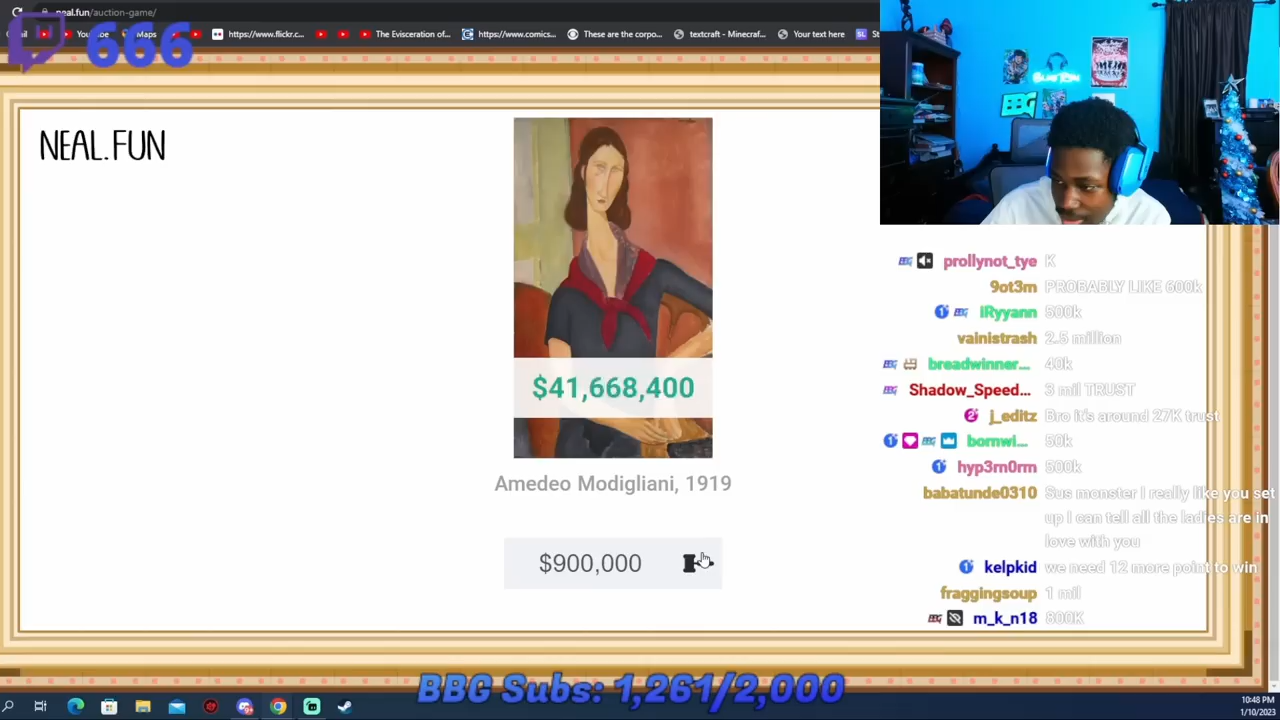 neal.fun/auction-game/
YouTube
Maps
https://www.flickr.c...
The Evisceration of...
https://www.comics...
These are the corpo...
textcraft - Minecraf...
Your text here
666
BBG
NEAL.FUN
$41,668,400
Amedeo Modigliani, 1919
$900,000
prollynot_tye K
9ot3m PROBABLY LIKE 600k
iRyyann 500k
vainistrash 2.5 million
breadwinner... 40k
Shadow_Speed... 3 mil TRUST
j_editz Bro it's around 27K trust
bornwi... 50k
hyp3rn0rm 500k
babatunde0310 Sus monster I really like you set
up I can tell all the ladies are in
love with you
kelpkid we need 12 more point to win
fraggingsoup 1 mil
m_k_n18 800K
BBG Subs: 1,261/2,000
10:48 PM
1/10/2023